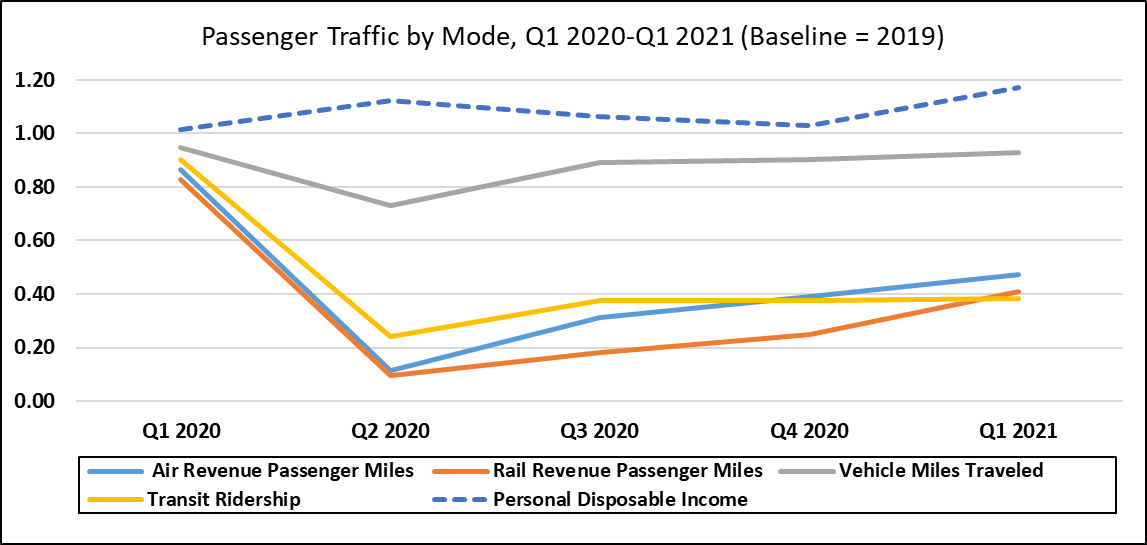 Passenger Traffic by Mode, Q1 2020-Q1 2021 (Baseline = 2019)
1.20
1.00
0.80
0.60
0.40
0.20
0.00
Q1 2020 Q2 2020 Q3 2020 Q4 2020 Q1 2021
Air Revenue Passenger Miles Rail Revenue Passenger Miles Vehicle Miles Traveled
Transit Ridership Personal Disposable Income